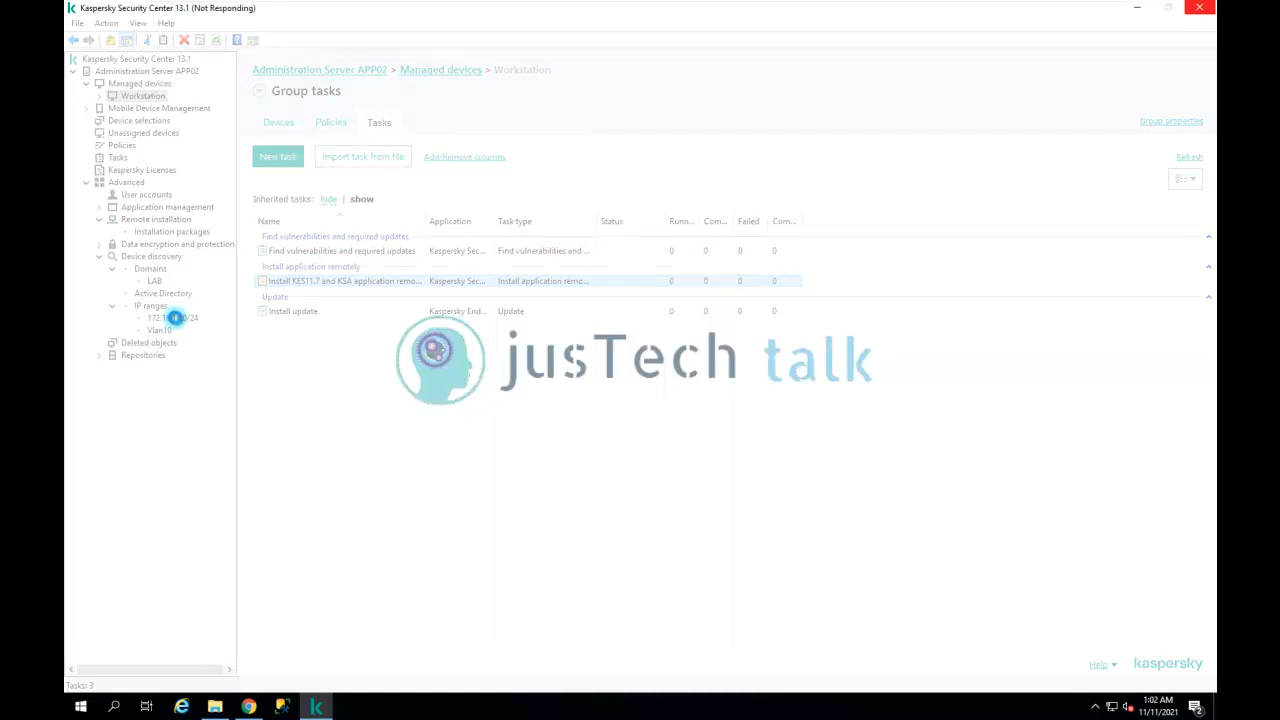 Kaspersky Security Center 13.1 (Not Responding)
File Action View Help
Kaspersky Security Center 13.1
Administration Server APP02
Managed devices
Workstation
Mobile Device Management
Device selections
Unassigned devices
Policies
Tasks
Kaspersky Licenses
Advanced
User accounts
Application management
Remote installation
Installation packages
Data encryption and protection
Device discovery
Domains
LAB
Active Directory
IP ranges
Vlan10
Deleted objects
Repositories
Administration Server APP02 > Managed devices > Workstation
Group tasks
Devices Policies Tasks
Group properties
New task Import task from file Add/Remove columns
Refresh
Inherited tasks: hide | show
Name Application Task type Status Runn... Com... Failed Com...
Find vulnerabilities and required updates
Find vulnerabilities and required updates Kaspersky Sec... Find vulnerabilities and ... 0 0 0 0
Install application remotely
Install KES11.7 and KSA application remo... Kaspersky Sec... Install application remo... 0 0 0 0
Update
Install update Kaspersky End... Update 0 0 0 0
jusTech talk
Help kaspersky
Tasks: 3
1:02 AM
11/11/2021
2